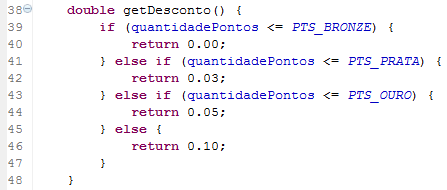 38 double getDesconto() {
39 if (quantidadePontos <= PTS_BRONZE) {
40 return 0.00;
41 } else if (quantidadePontos <= PTS_PRATA) {
42 return 0.03;
43 } else if (quantidadePontos <= PTS_OURO) {
44 return 0.05;
45 } else {
46 return 0.10;
47 }
48 }